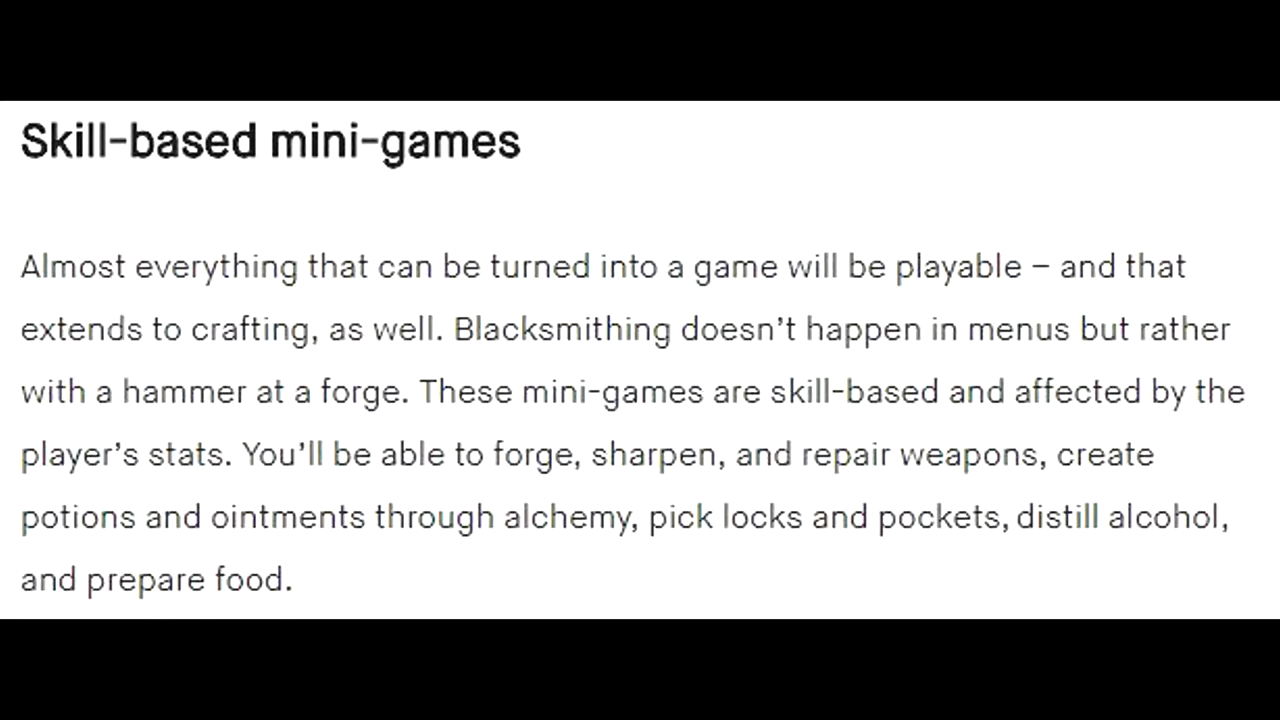 Skill-based mini-games
Almost everything that can be turned into a game will be playable – and that
extends to crafting, as well. Blacksmithing doesn’t happen in menus but rather
with a hammer at a forge. These mini-games are skill-based and affected by the
player’s stats. You’ll be able to forge, sharpen, and repair weapons, create
potions and ointments through alchemy, pick locks and pockets, distill alcohol,
and prepare food.